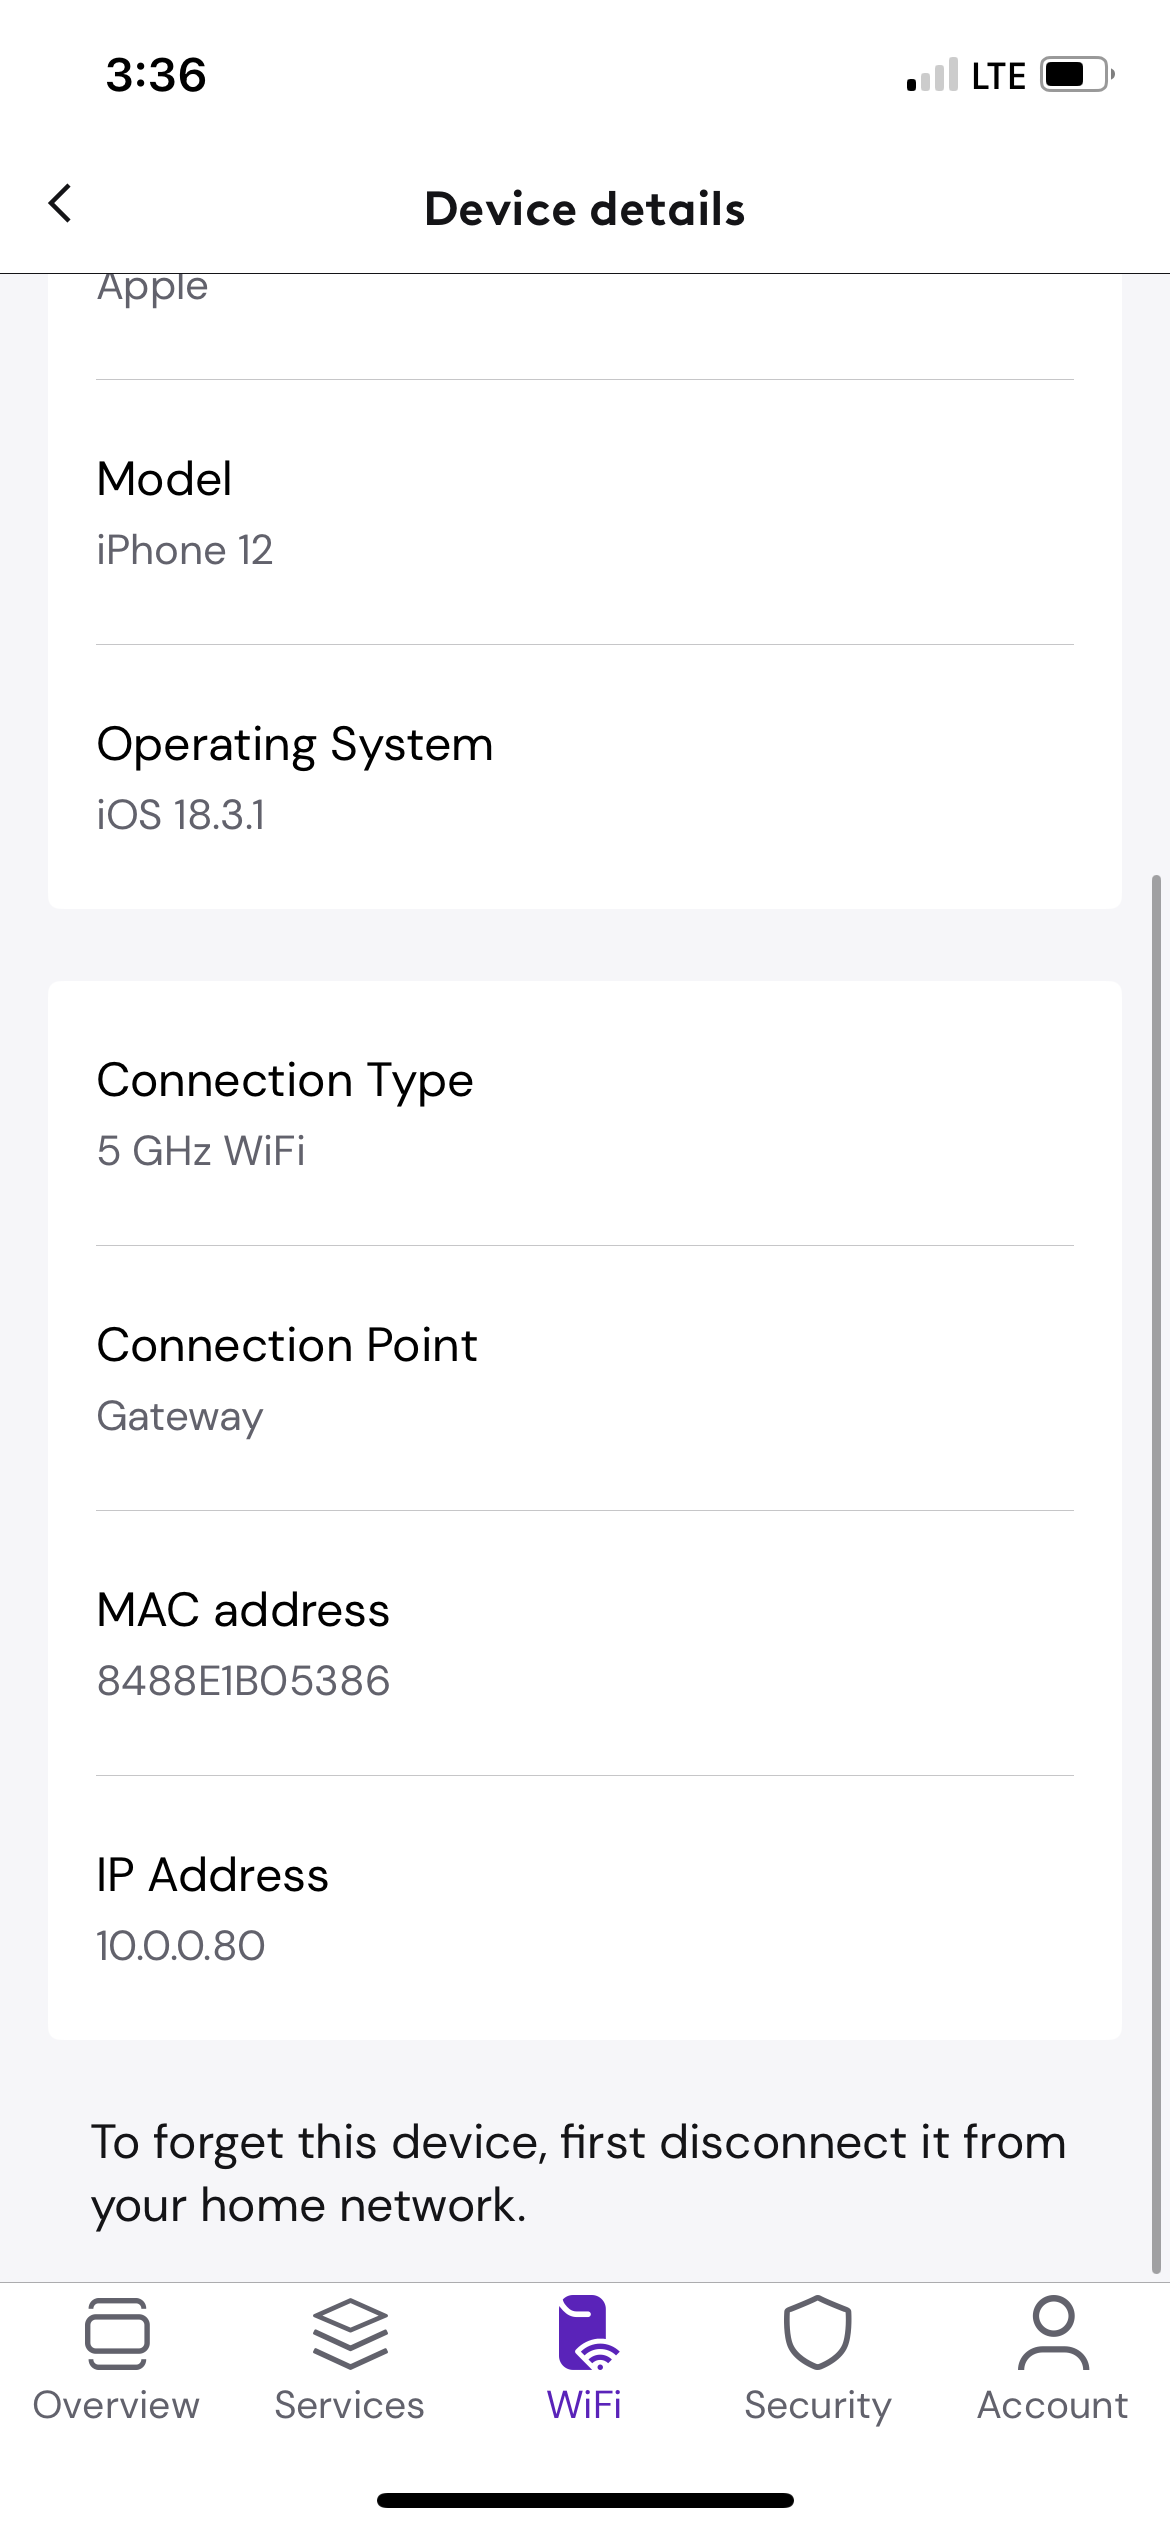 3:36
LTE
Device details
Apple
Model
iPhone 12
Operating System
iOS 18.3.1
Connection Type
5 GHz WiFi
Connection Point
Gateway
MAC address
8488E1B05386
IP Address
10.0.0.80
To forget this device, first disconnect it from
your home network.
Overview
Services
WiFi
Security
Account